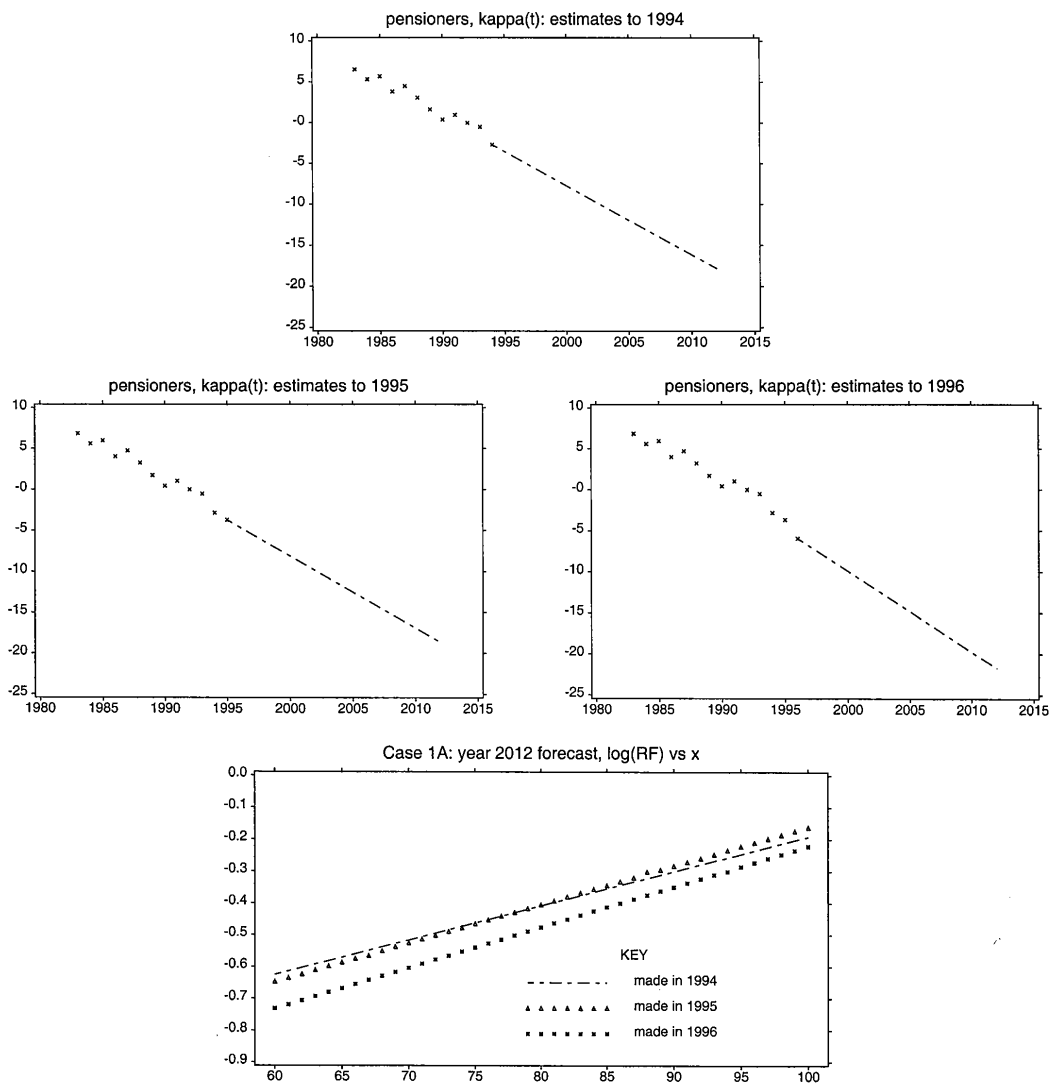 pensioners, kappa(t): estimates to 1994
10
5
-0
-5
-10
-15
-20
-25
1980 1985 1990 1995 2000 2005 2010 2015
pensioners, kappa(t): estimates to 1995
10
5
-0
-5
-10
-15
-20
-25
1980 1985 1990 1995 2000 2005 2010 2015
pensioners, kappa(t): estimates to 1996
10
5
-0
-5
-10
-15
-20
-25
1980 1985 1990 1995 2000 2005 2010 2015
Case 1A: year 2012 forecast, log(RF) vs x
0.0
-0.1
-0.2
-0.3
-0.4
-0.5
-0.6
-0.7
-0.8
-0.9
KEY
made in 1994
made in 1995
made in 1996
60 65 70 75 80 85 90 95 100